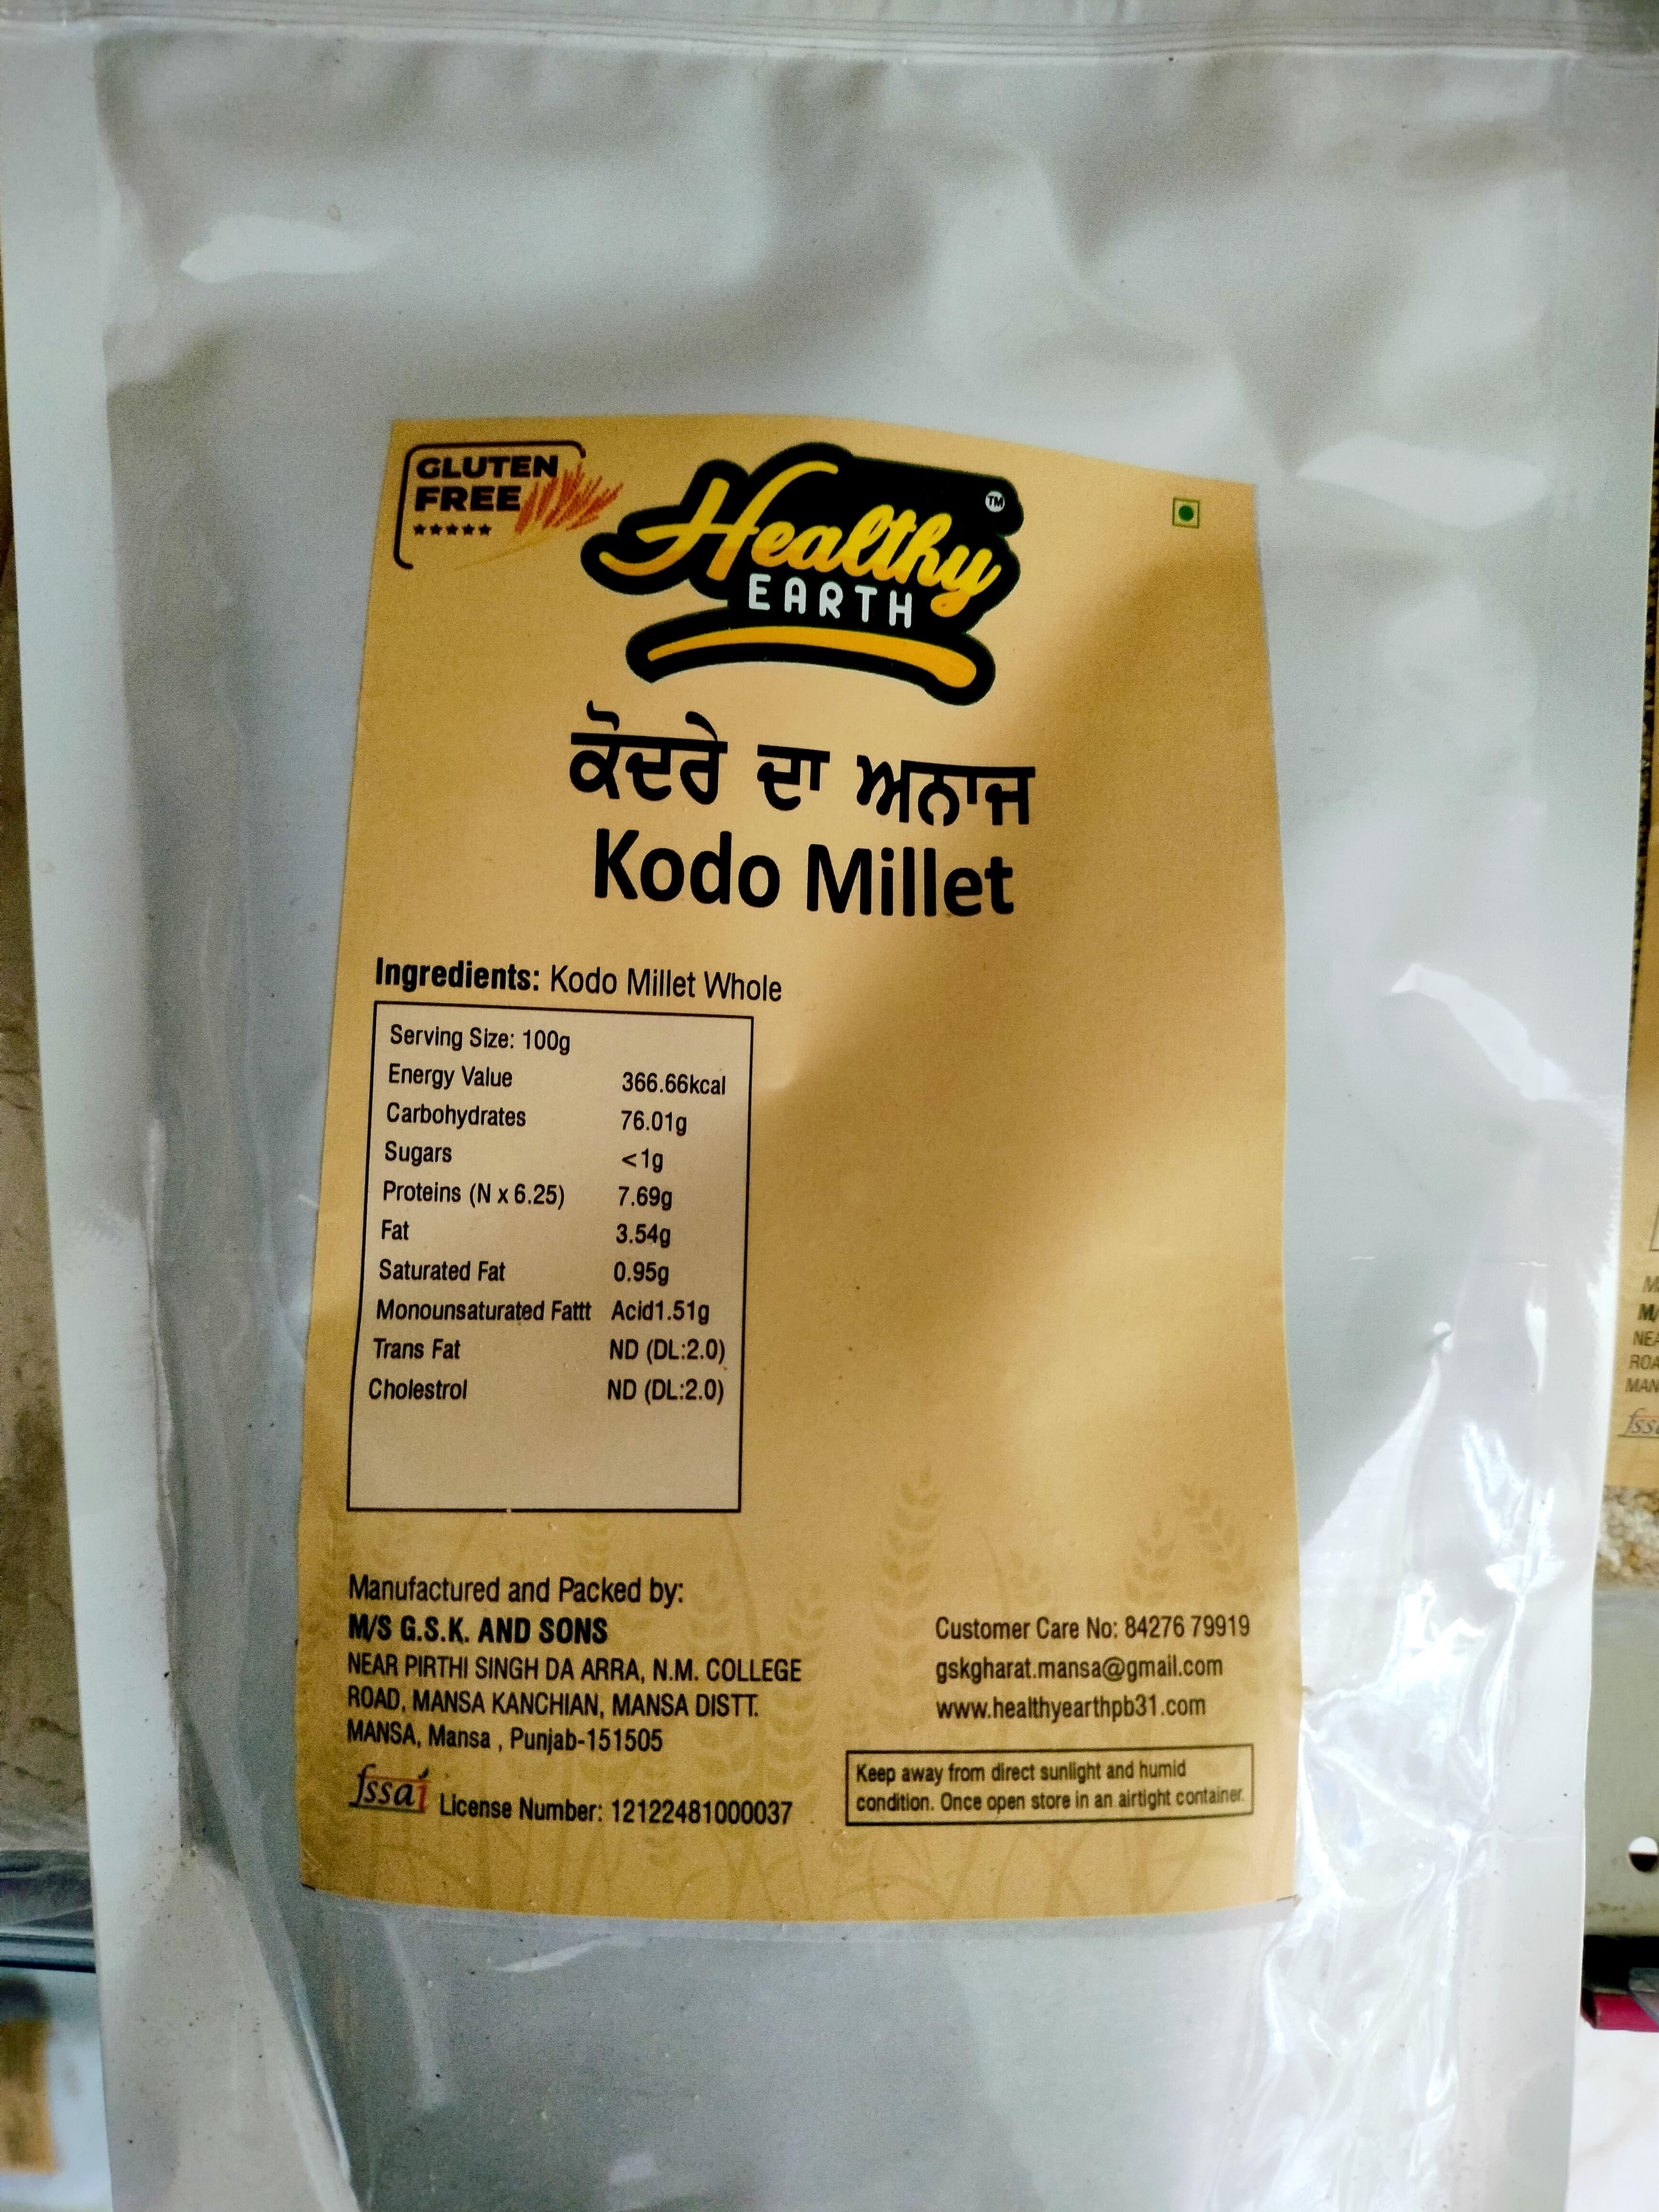 GLUTEN
FREE
Healthy
TM
EARTH
ਕੋਦਰੇ ਦਾ ਅਨਾਜ
Kodo Millet
Ingredients: Kodo Millet Whole
Serving Size: 100g
Energy Value 366.66kcal
Carbohydrates 76.01g
Sugars <1g
Proteins (N x 6.25) 7.69g
Fat 3.54g
Saturated Fat 0.95g
Monounsaturated Fattt Acid1.51g
Trans Fat ND (DL:2.0)
Cholestrol ND (DL:2.0)
Manufactured and Packed by:
M/S G.S.K. AND SONS
NEAR PIRTHI SINGH DA ARRA, N.M. COLLEGE
ROAD, MANSA KANCHIAN, MANSA DISTT.
MANSA, Mansa , Punjab-151505
fssai License Number: 12122481000037
Customer Care No: 84276 79919
gskgharat.mansa@gmail.com
www.healthyearthpb31.com
Keep away from direct sunlight and humid
condition. Once open store in an airtight container.